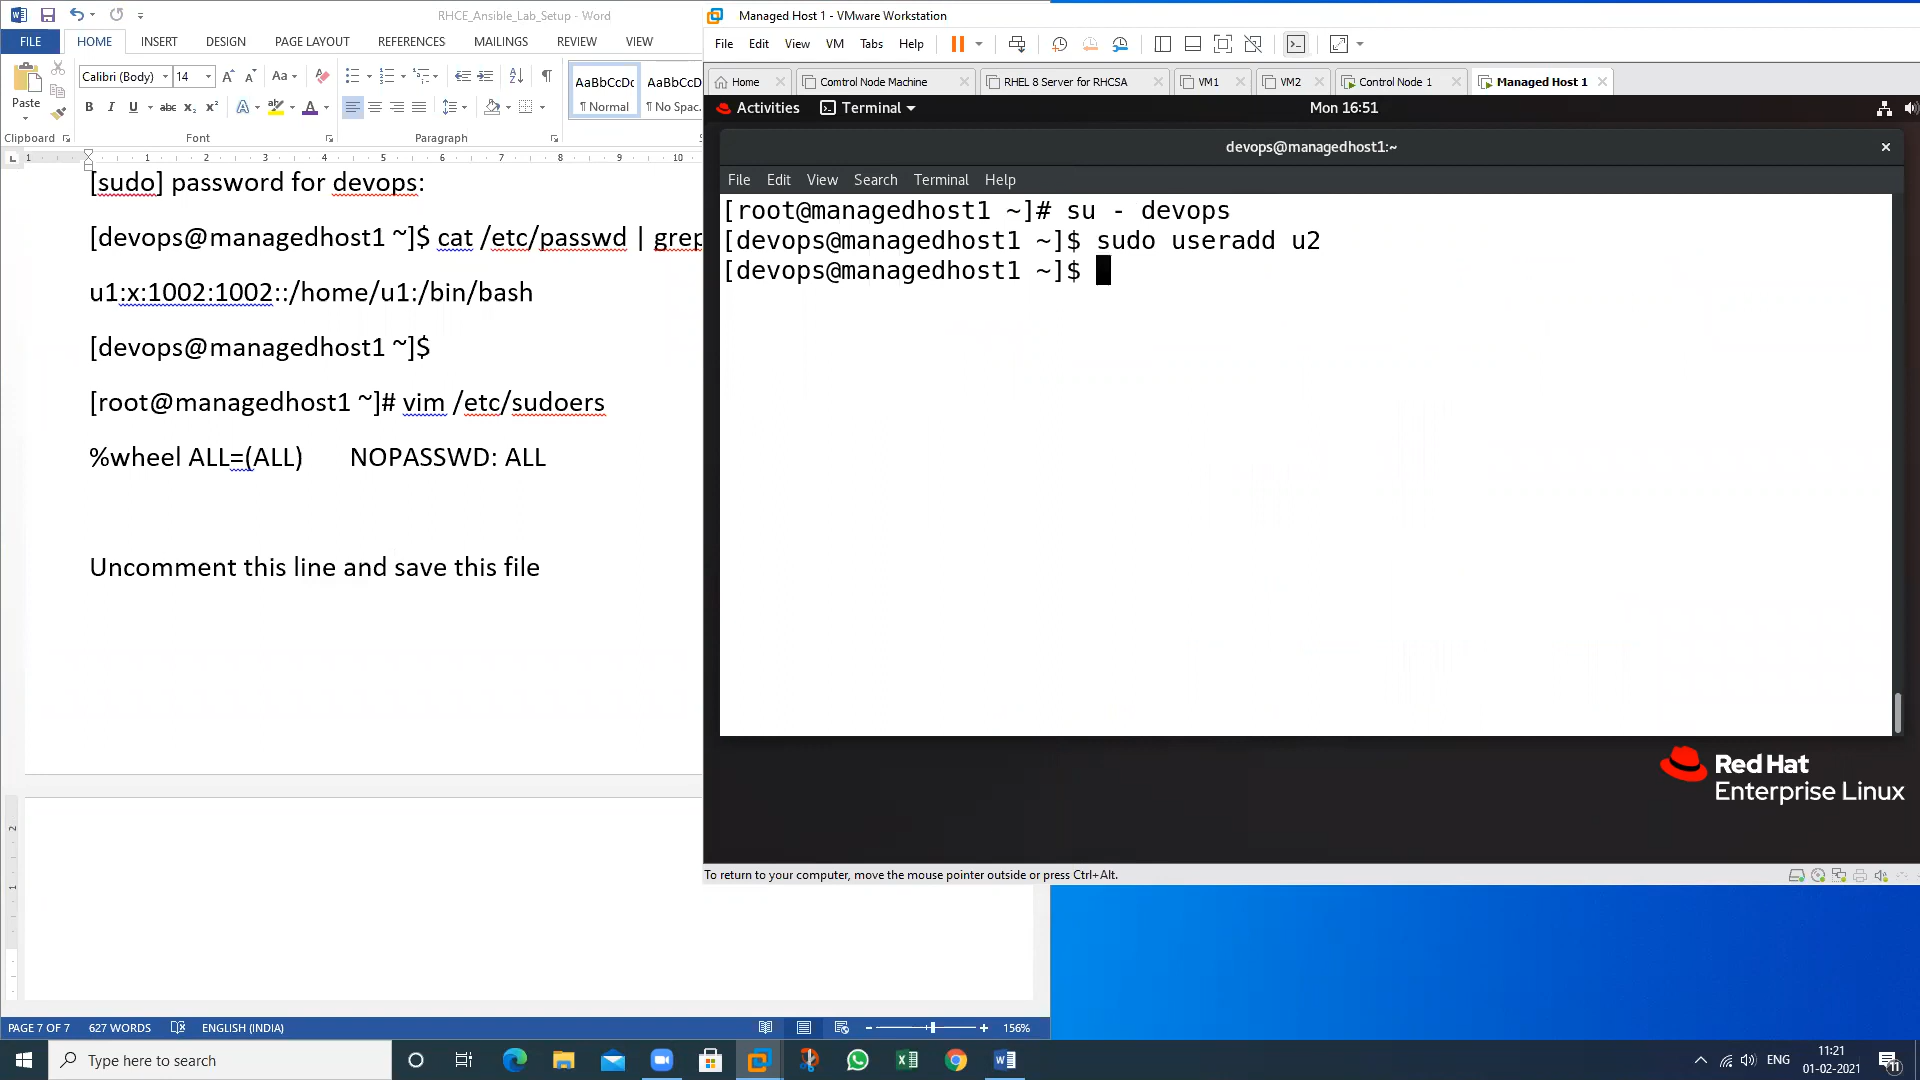 RHCE_Ansible_Lab_Setup - Word
FILE
HOME
INSERT
DESIGN
PAGE LAYOUT
REFERENCES
MAILINGS
REVIEW
VIEW
Paste
Calibri (Body)
14
AaBbCcDc
AaBbCcDc
¶ Normal
¶ No Spac.
Clipboard
Font
Paragraph
[sudo] password for devops:
[devops@managedhost1 ~]$ cat /etc/passwd | grep
u1:x:1002:1002::/home/u1:/bin/bash
[devops@managedhost1 ~]$
[root@managedhost1 ~]# vim /etc/sudoers
%wheel ALL=(ALL) NOPASSWD: ALL
Uncomment this line and save this file
PAGE 7 OF 7
627 WORDS
ENGLISH (INDIA)
156%
Managed Host 1 - VMware Workstation
File Edit View VM Tabs Help
Home
Comtrol Node Machine
RHEL 8 Server for RHCSA
VM1
VM2
Control Node 1
Managed Host 1
Activities
Terminal
Mon 16:51
devops@managedhost1:~
File Edit View Search Terminal Help
[root@managedhost1 ~]# su - devops
[devops@managedhost1 ~]$ sudo useradd u2
[devops@managedhost1 ~]$
Red Hat
Enterprise Linux
To return to your computer, move the mouse pointer outside or press Ctrl+Alt.
Type here to search
ENG
11:21
01-02-2021
11